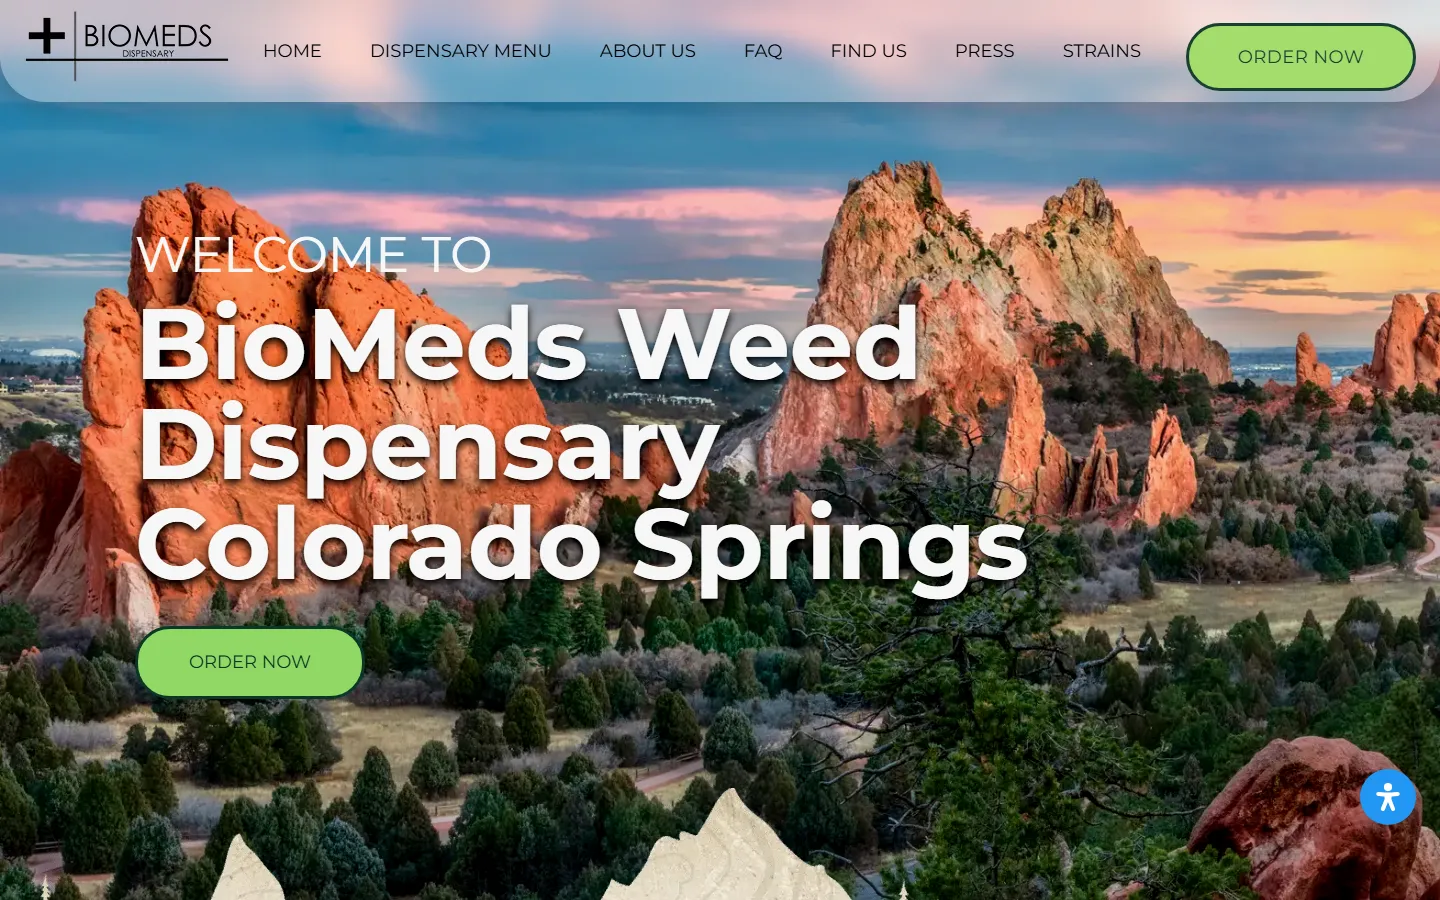 BIOMEDS
DISPENSARY
HOME
DISPENSARY MENU
ABOUT US
FAQ
FIND US
PRESS
STRAINS
ORDER NOW
WELCOME TO
BioMeds Weed
Dispensary
Colorado Springs
ORDER NOW